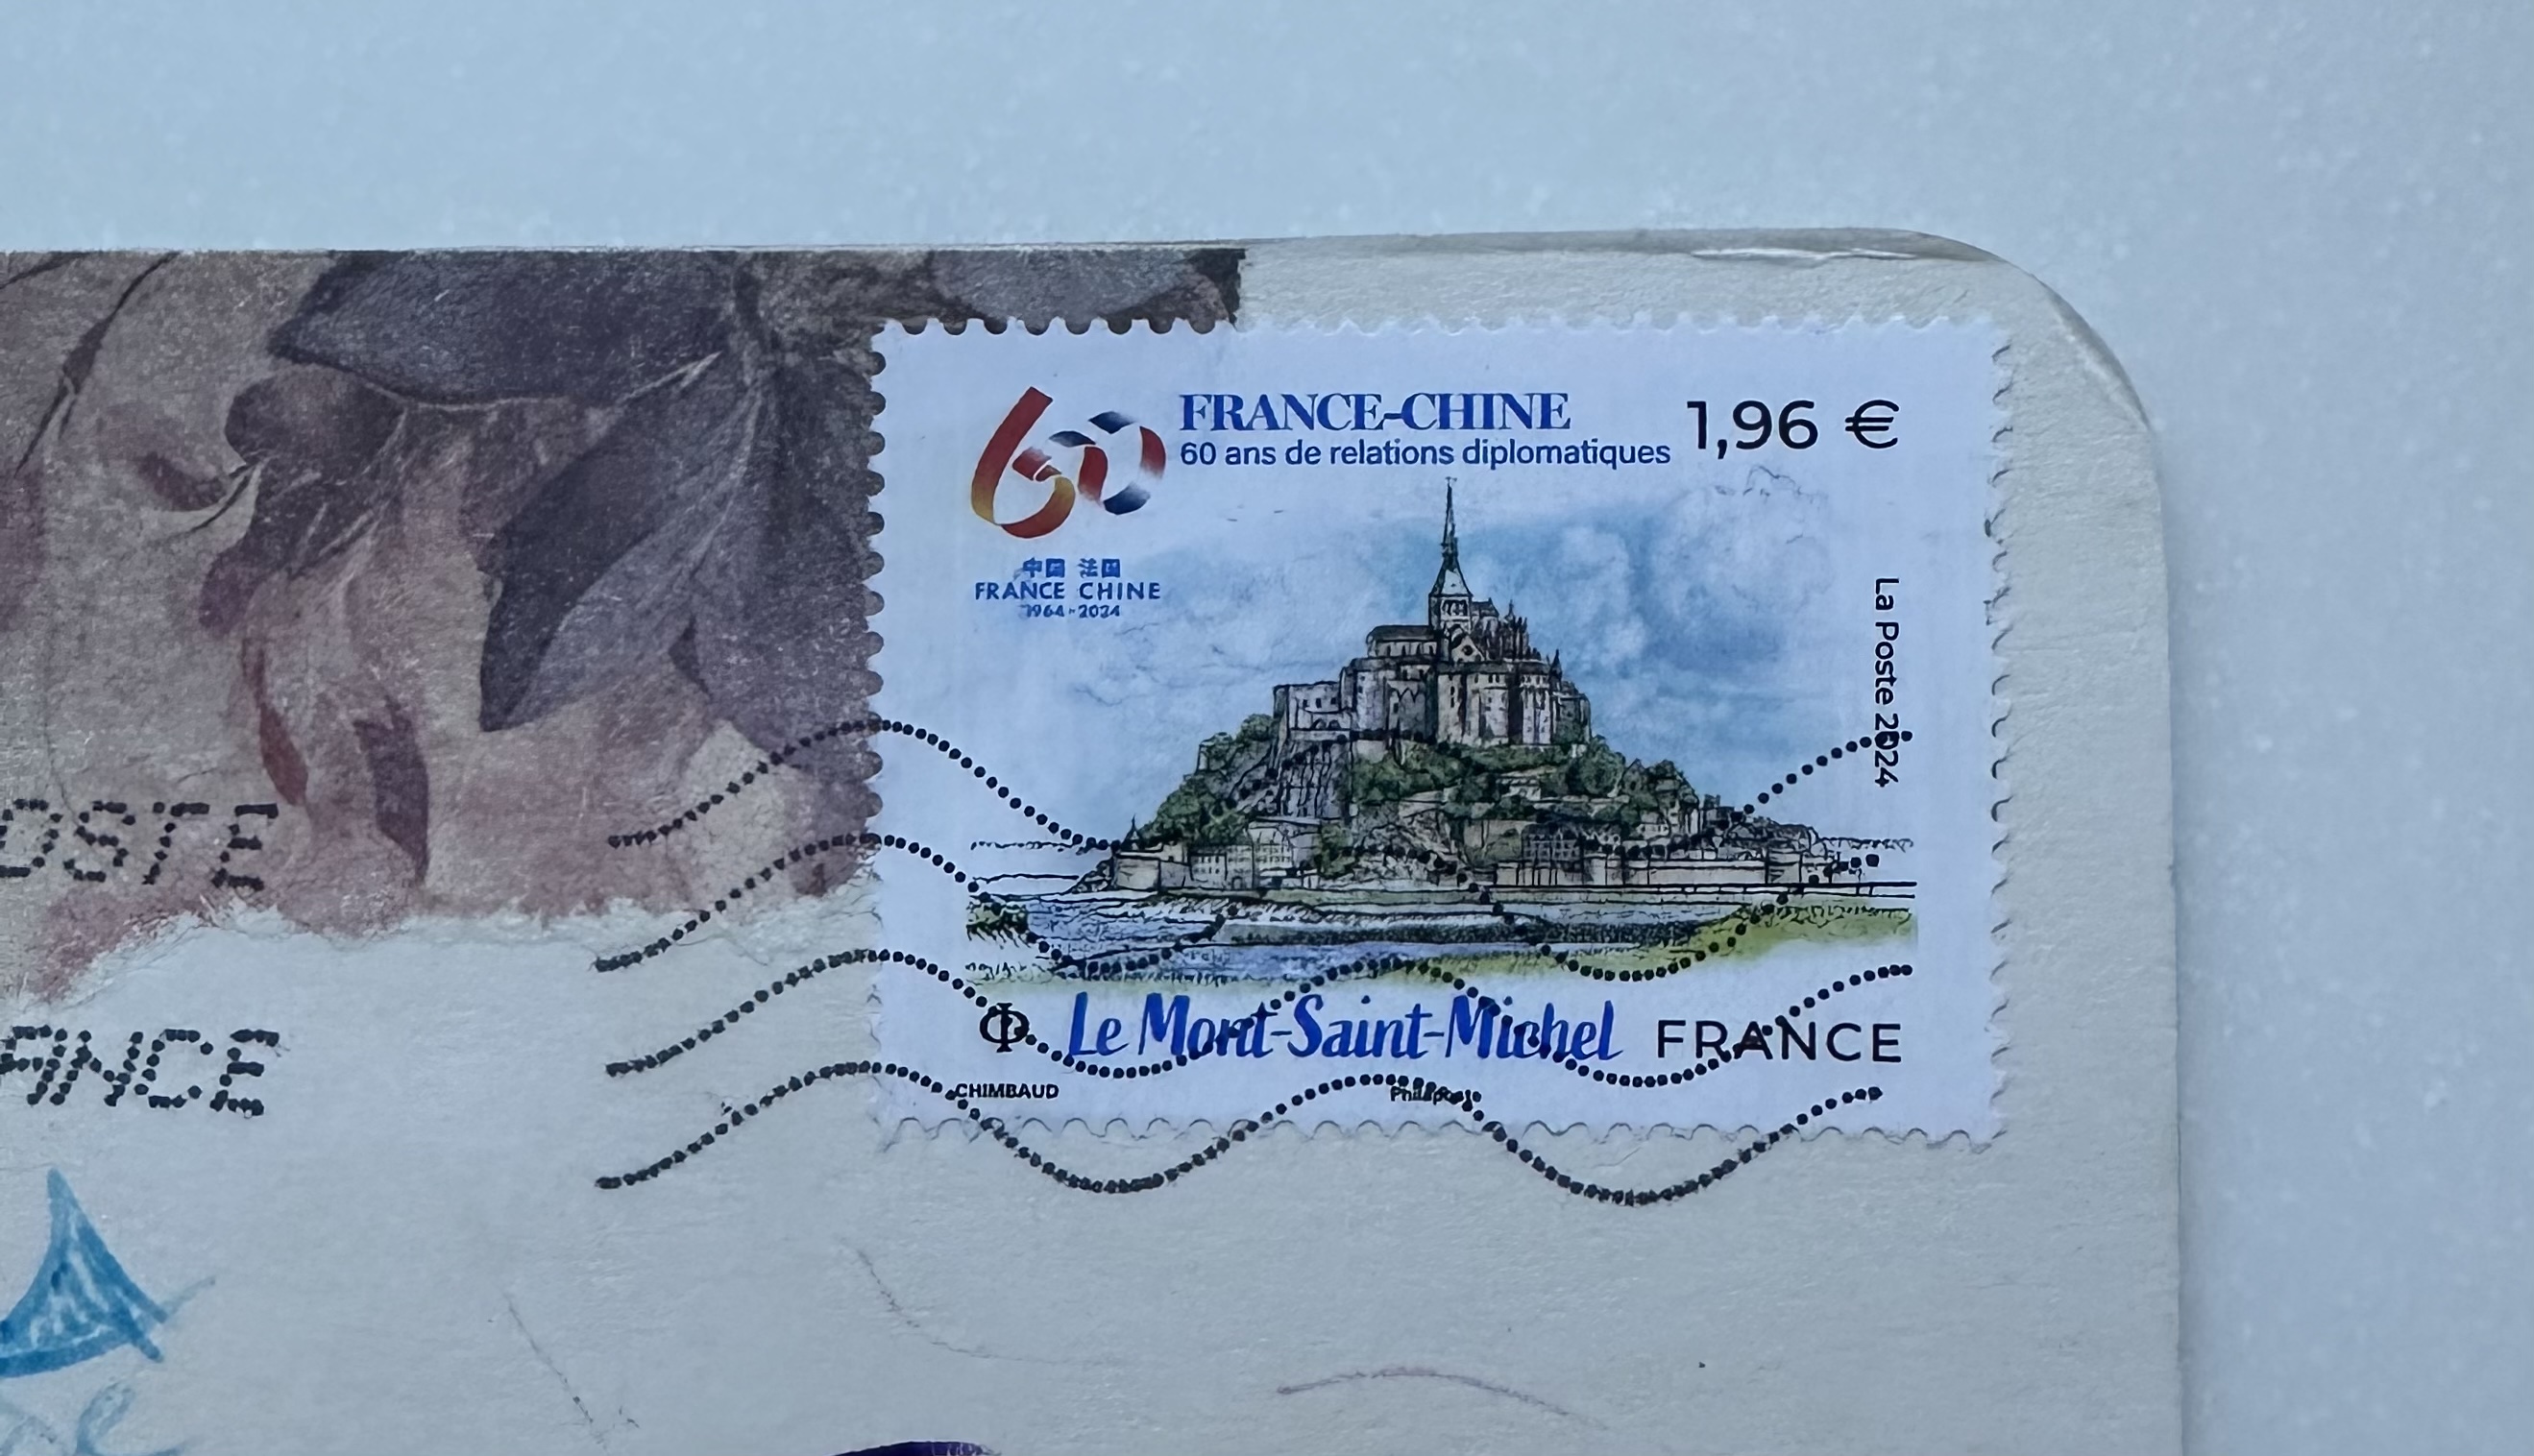 FRANCE-CHINE
60 ans de relations diplomatiques
1,96 €
中国 法国
FRANCE CHINE
1964-2024
La Poste 2024
Le Mont-Saint-Michel
FRANCE
CHIMBAUD
Philaposte
OSTE
ANCE